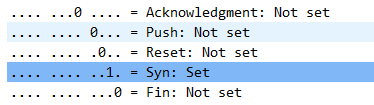 .... ...0 .... = Acknowledgment: Not set
.... .... 0... = Push: Not set
.... .... .0.. = Reset: Not set
.... .... ..1. = Syn: Set
.... .... ...0 = Fin: Not set